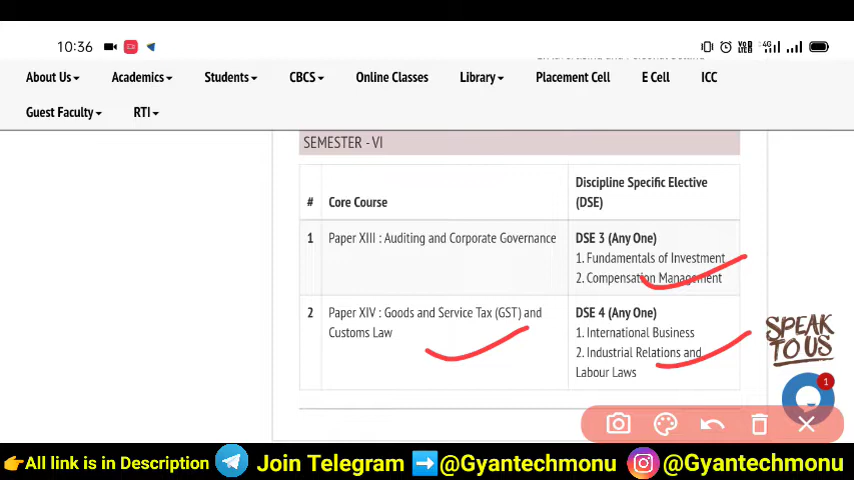 10:36
VoD LTE 4G
About Us Academics Students CBCS Online Classes Library Placement Cell E Cell ICC
Guest Faculty RTI
SEMESTER - VI
# Core Course Discipline Specific Elective (DSE)
1 Paper XIII : Auditing and Corporate Governance
DSE 3 (Any One)
1. Fundamentals of Investment
2. Compensation Management
2 Paper XIV : Goods and Service Tax (GST) and
Customs Law
DSE 4 (Any One)
1. International Business
2. Industrial Relations and
Labour Laws
SPEAK
TO US
1
All link is in Description Join Telegram @Gyantechmonu @Gyantechmonu